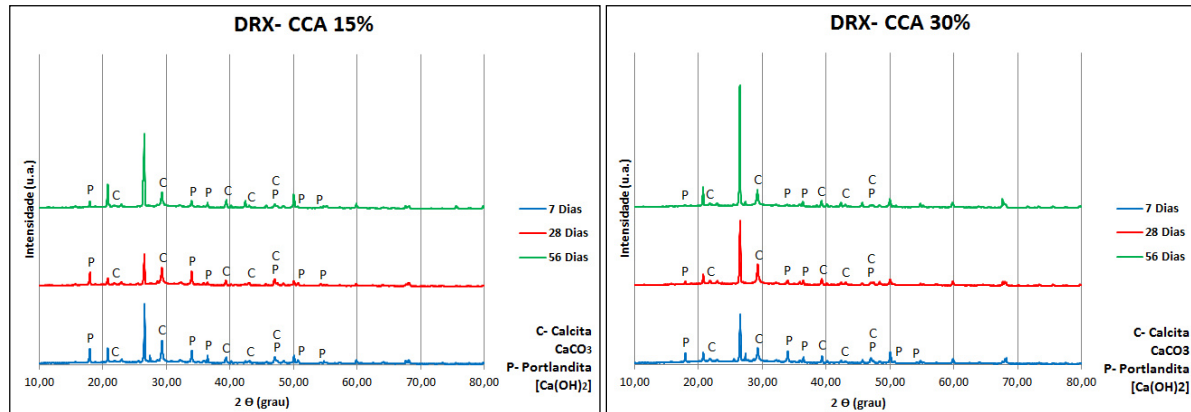 DRX- CCA 15%
Intensidade (u.a.)
P C C P P C C C P P P
P C C P P C C C P P P
P C C P P C C C P P P
7 Dias
28 Dias
56 Dias
C- Calcita
CaCO3
P- Portlandita
[Ca(OH)2]
10,00 20,00 30,00 40,00 50,00 60,00 70,00 80,00
2 Θ (grau)
DRX- CCA 30%
Intensidade (u.a.)
P C C P P C C C P
P C C P P C C C P
P C C P P C C C P P P
7 Dias
28 Dias
56 Dias
C- Calcita
CaCO3
P- Portlandita
[Ca(OH)2]
10,00 20,00 30,00 40,00 50,00 60,00 70,00 80,00
2 Θ (grau)